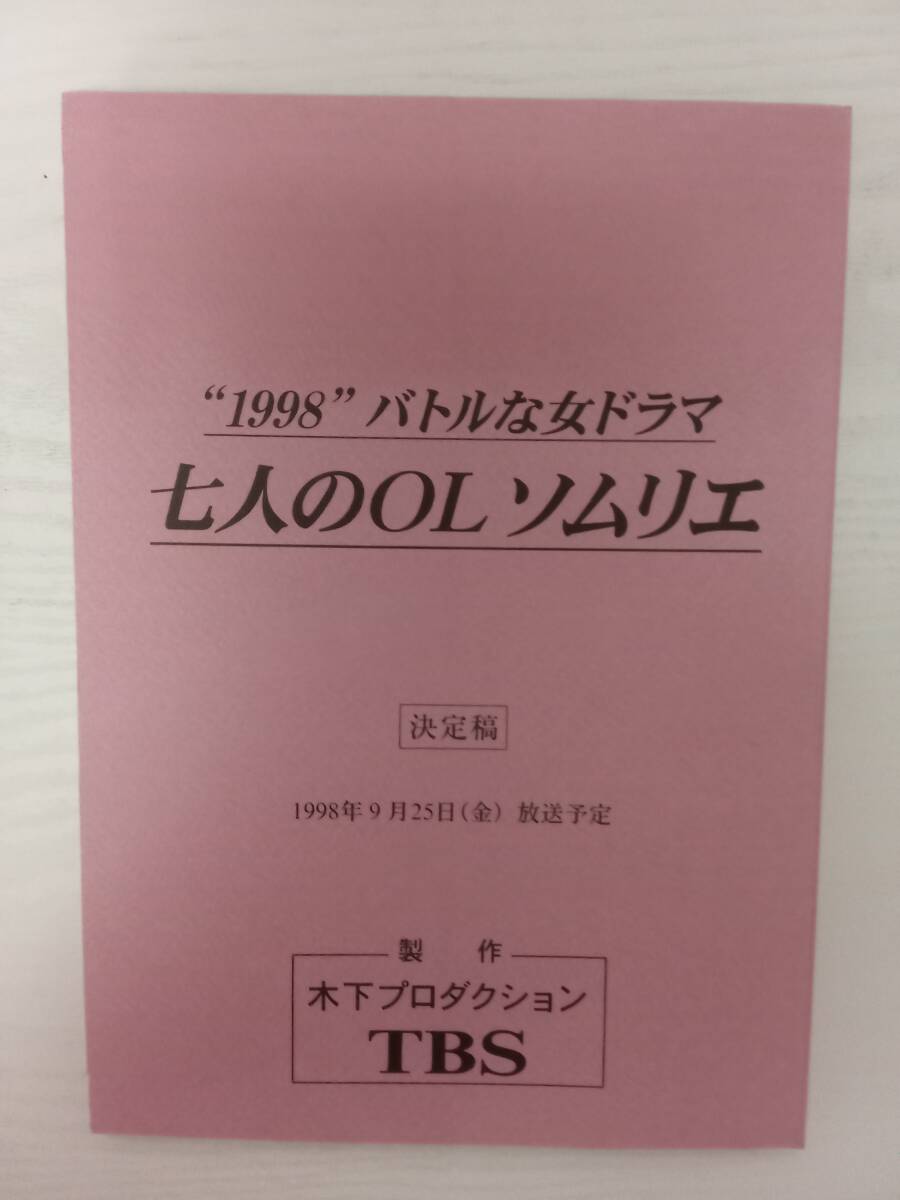 “1998” バトルな女ドラマ
七人のOL ソムリエ
決定稿
1998年9月25日(金) 放送予定
製 作
木下プロダクション
TBS